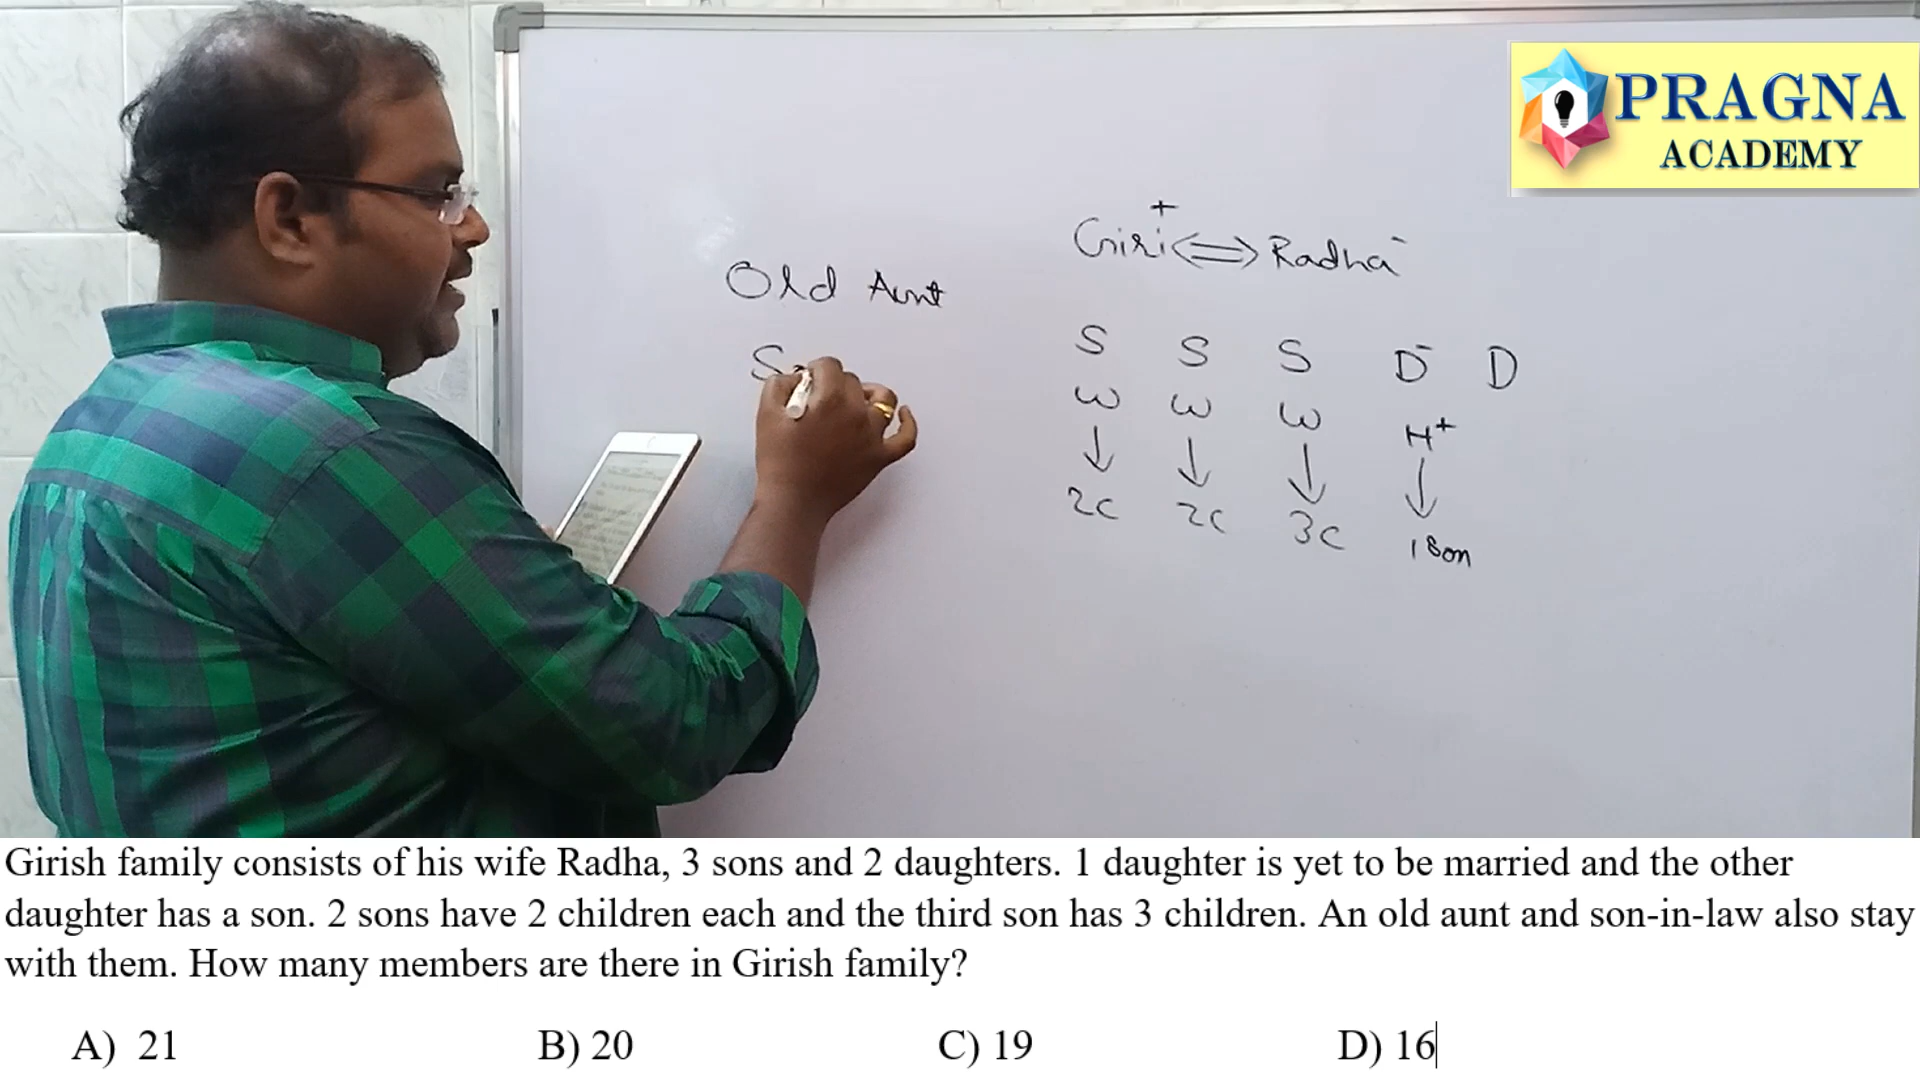 PRAGNA
ACADEMY
Giri + ⇔ Radha -
Old Aunt
S S S D - D
W W W H +
↓ ↓ ↓ ↓
2C 2C 3C 1 Son
Girish family consists of his wife Radha, 3 sons and 2 daughters. 1 daughter is yet to be married and the other
daughter has a son. 2 sons have 2 children each and the third son has 3 children. An old aunt and son-in-law also stay
with them. How many members are there in Girish family?
A) 21 B) 20 C) 19 D) 16